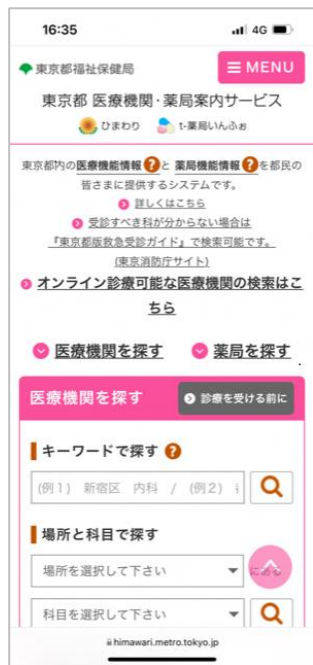 16:35
4G
東京都福祉保健局
MENU
東京都 医療機関・薬局案内サービス
ひまわり t-薬局いんふぉ
東京都内の医療機能情報?と 薬局機能情報?を都民の
皆さまに提供するシステムです。
詳しくはこちら
受診すべき科が分からない場合は
『東京都版救急受診ガイド』で検索可能です。
(東京消防庁サイト)
オンライン診療可能な医療機関の検索はこ
ちら
医療機関を探す 薬局を探す
医療機関を探す 診療を受ける前に
キーワードで探す ?
(例1) 新宿区 内科 / (例2)
場所と科目で探す
場所を選択して下さい にある
科目を選択して下さい
himawari.metro.tokyo.jp